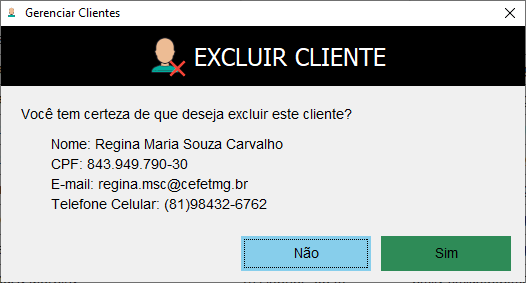 Gerenciar Clientes
EXCLUIR CLIENTE
Você tem certeza de que deseja excluir este cliente?
Nome: Regina Maria Souza Carvalho
CPF: 843.949.790-30
E-mail: regina.msc@cefetmg.br
Telefone Celular: (81)98432-6762
Não
Sim